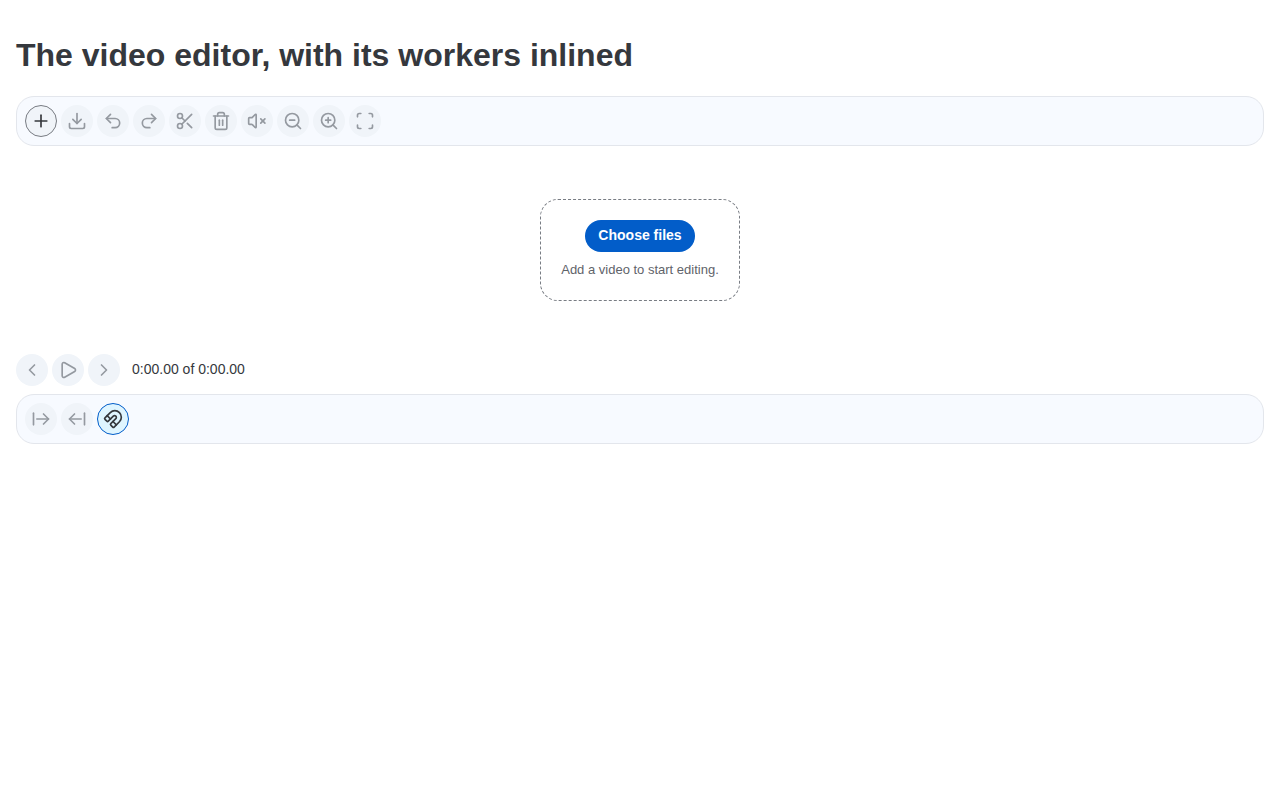 The video editor, with its workers inlined
Choose files
Add a video to start editing.
0:00.00 of 0:00.00